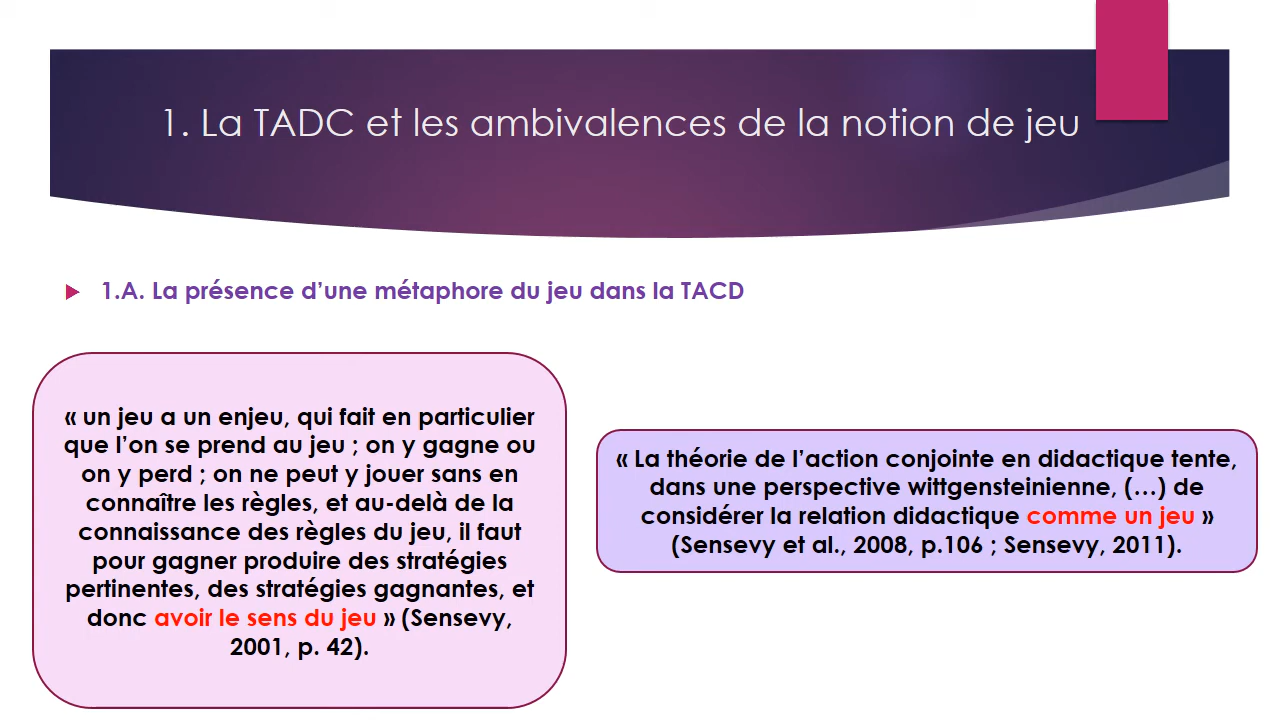 1. La TADC et les ambivalences de la notion de jeu
1.A. La présence d’une métaphore du jeu dans la TACD
« un jeu a un enjeu, qui fait en particulier
que l’on se prend au jeu ; on y gagne ou
on y perd ; on ne peut y jouer sans en
connaître les règles, et au-delà de la
connaissance des règles du jeu, il faut
pour gagner produire des stratégies
pertinentes, des stratégies gagnantes, et
donc avoir le sens du jeu » (Sensevy,
2001, p. 42).
« La théorie de l’action conjointe en didactique tente,
dans une perspective wittgensteinienne, (…) de
considérer la relation didactique comme un jeu »
(Sensevy et al., 2008, p.106 ; Sensevy, 2011).